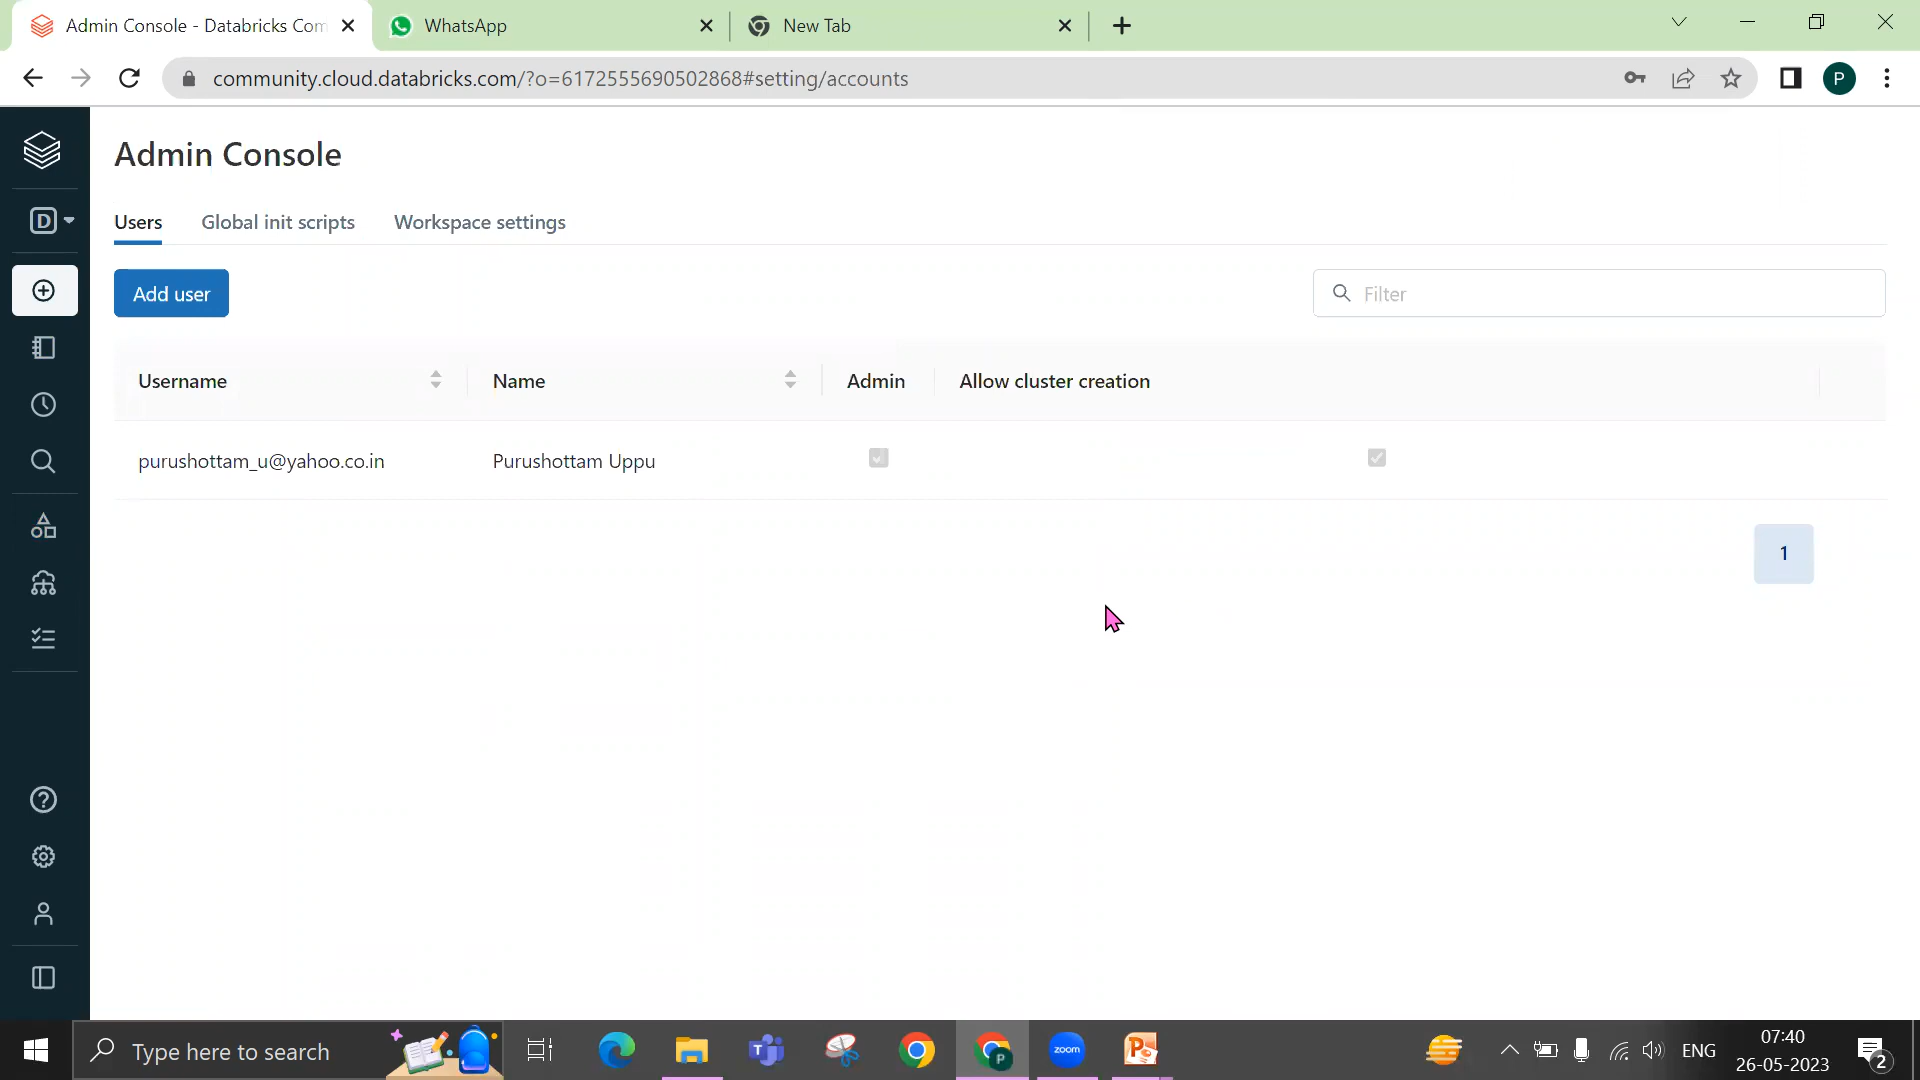 Admin Console - Databricks Com
WhatsApp
New Tab
community.cloud.databricks.com/?o=6172555690502868#setting/accounts
P
Admin Console
D
Users
Global init scripts
Workspace settings
Add user
Filter
Username
Name
Admin
Allow cluster creation
purushottam_u@yahoo.co.in
Purushottam Uppu
1
Type here to search
zoom
ENG
07:40
26-05-2023
2